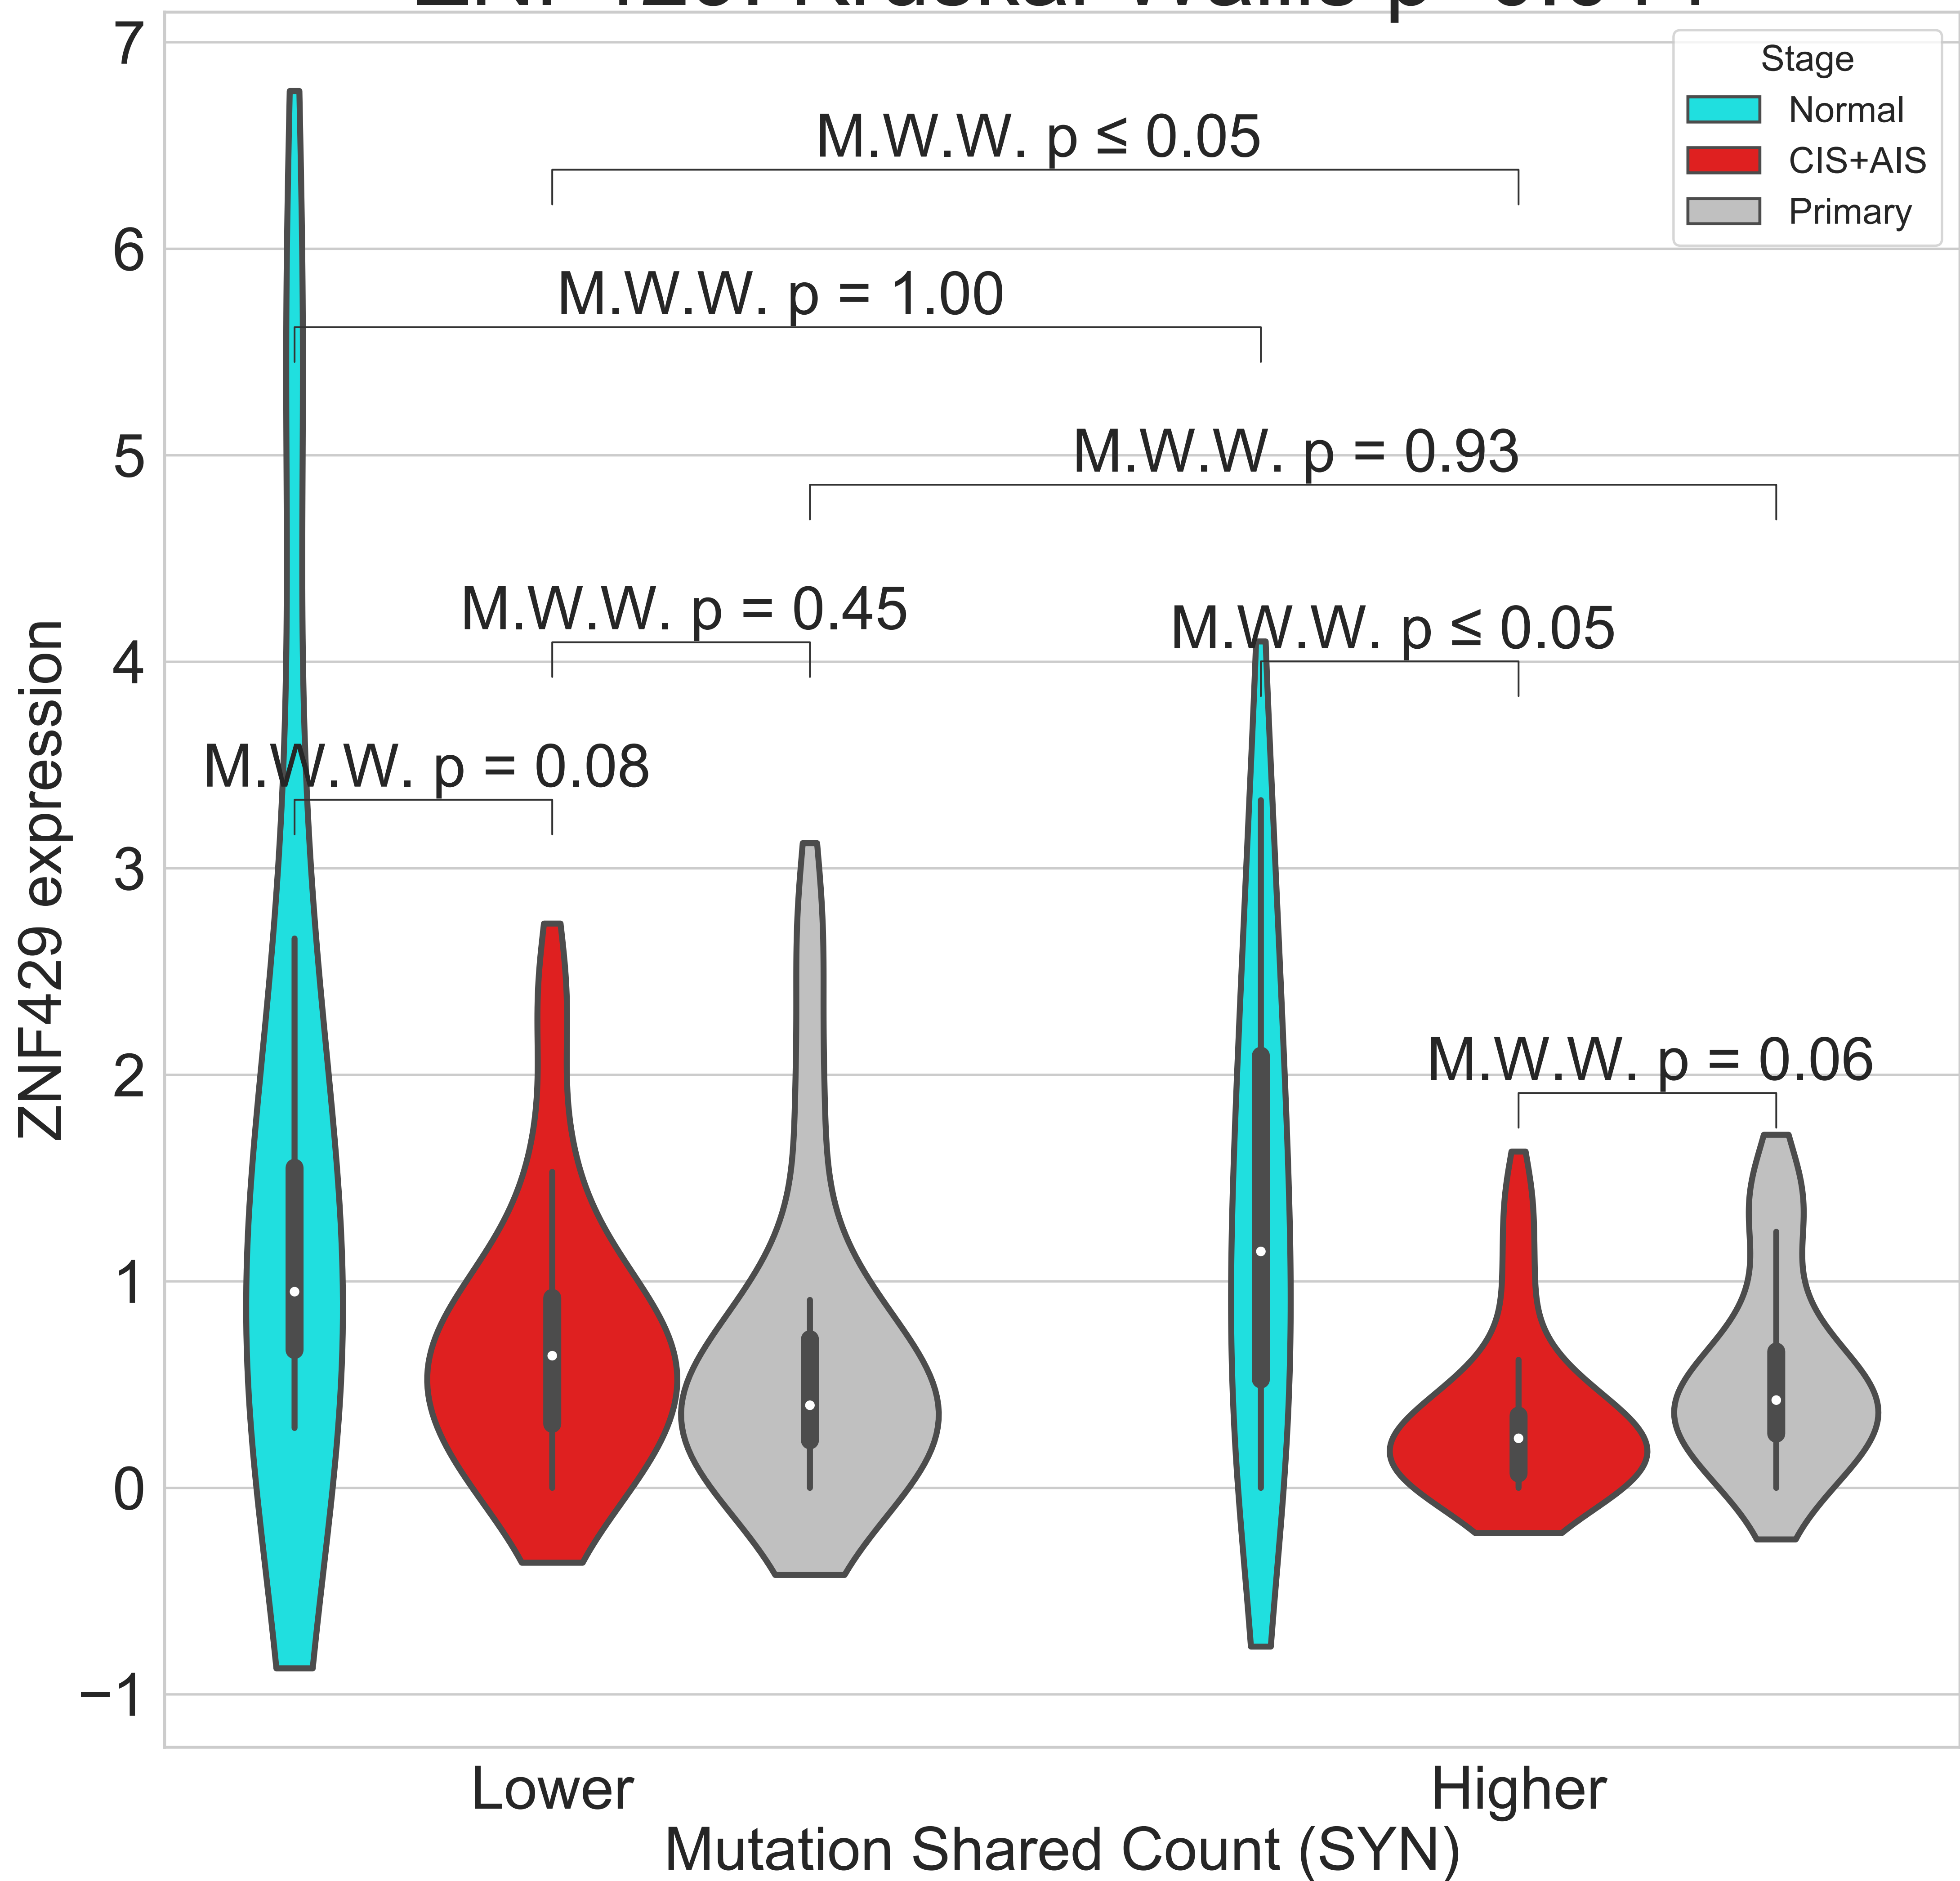 7
6
5
4
3
2
1
0
−1
ZNF429 expression
Stage
Normal
CIS+AIS
Primary
M.W.W. p ≤ 0.05
M.W.W. p = 1.00
M.W.W. p = 0.93
M.W.W. p = 0.45
M.W.W. p ≤ 0.05
M.W.W. p = 0.08
M.W.W. p = 0.06
Lower
Higher
Mutation Shared Count (SYN)